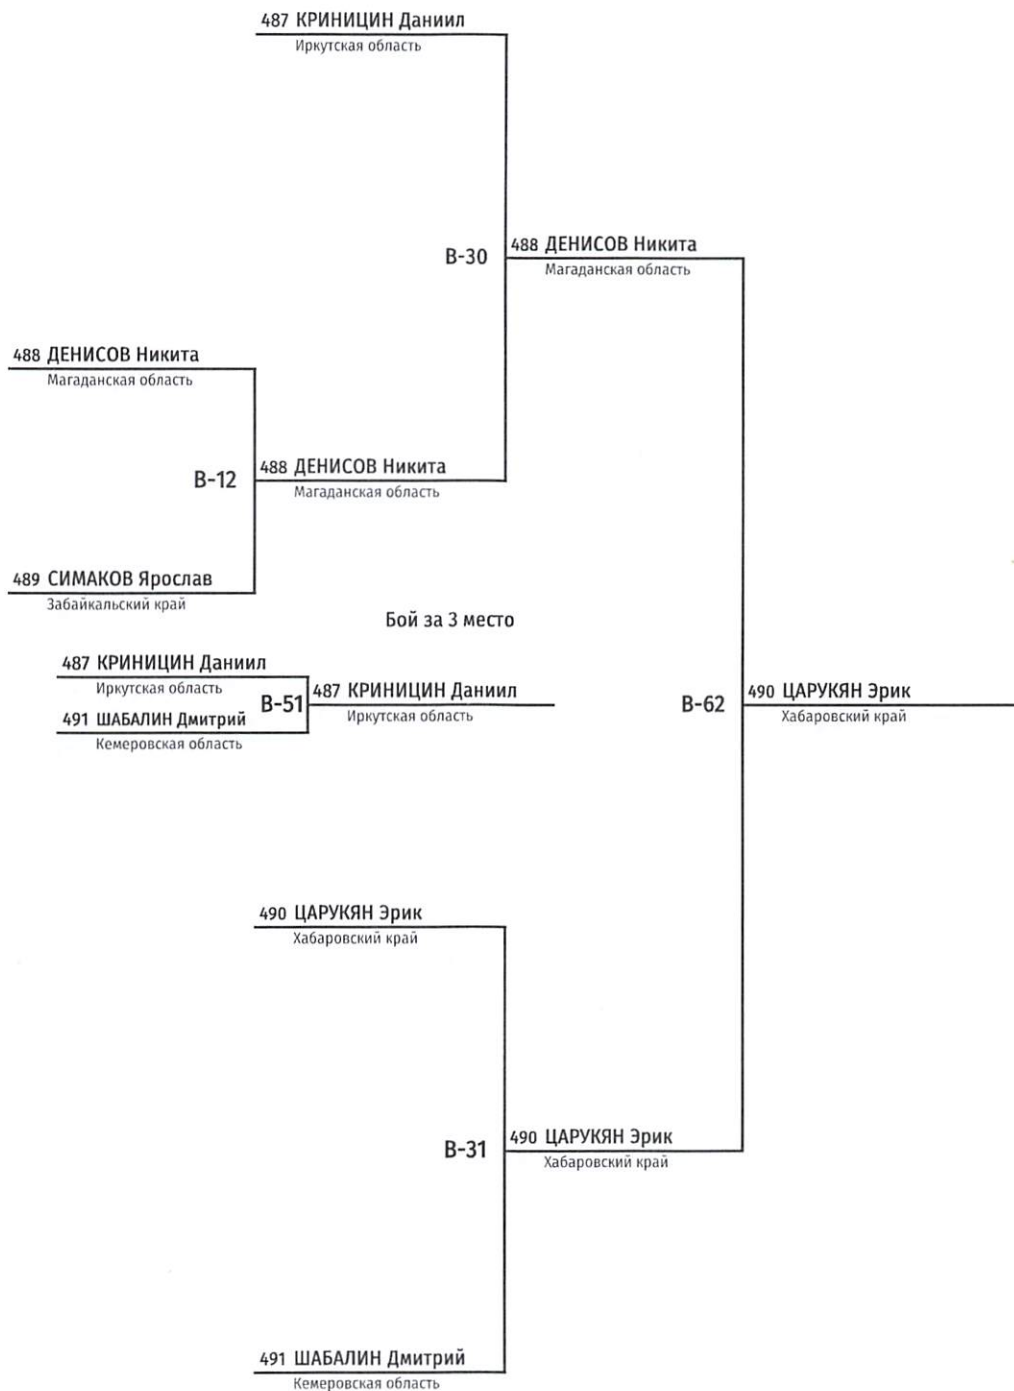 487 КРИНИЦИН Даниил
Иркутская область
В-30
488 ДЕНИСОВ Никита
Магаданская область
488 ДЕНИСОВ Никита
Магаданская область
В-12
488 ДЕНИСОВ Никита
Магаданская область
489 СИМАКОВ Ярослав
Забайкальский край
Бой за 3 место
487 КРИНИЦИН Даниил
Иркутская область
В-51
487 КРИНИЦИН Даниил
Иркутская область
491 ШАБАЛИН Дмитрий
Кемеровская область
В-62
490 ЦАРУКЯН Эрик
Хабаровский край
490 ЦАРУКЯН Эрик
Хабаровский край
В-31
490 ЦАРУКЯН Эрик
Хабаровский край
491 ШАБАЛИН Дмитрий
Кемеровская область